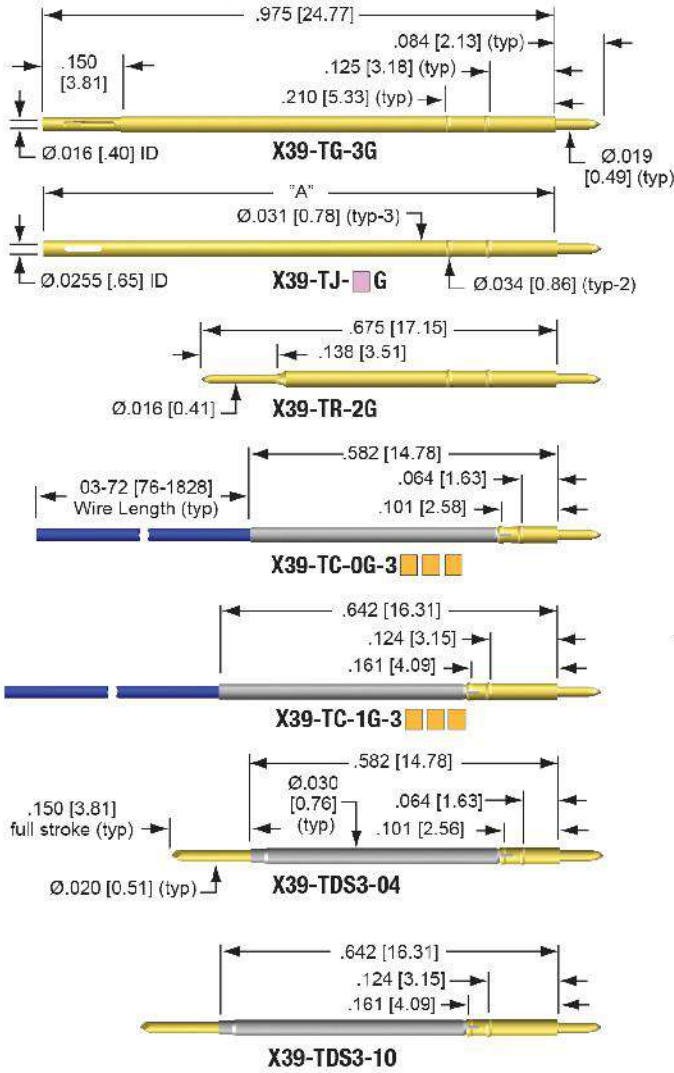 .975 [24.77]
.084 [2.13] (typ)
.150
[3.81]
.125 [3.18] (typ)
.210 [5.33] (typ)
Ø.016 [.40] ID
X39-TG-3G
Ø.019
[0.49] (typ)
"A"
Ø.031 [0.78] (typ-3)
Ø.0255 [.65] ID
X39-TJ- G
Ø.034 [0.86] (typ-2)
.675 [17.15]
.138 [3.51]
Ø.016 [0.41]
X39-TR-2G
.582 [14.78]
03-72 [76-1828]
Wire Length (typ)
.064 [1.63]
.101 [2.58]
X39-TC-0G-3
.642 [16.31]
.124 [3.15]
.161 [4.09]
X39-TC-1G-3
.582 [14.78]
Ø.030
[0.76]
(typ)
.150 [3.81]
full stroke (typ)
.064 [1.63]
.101 [2.56]
Ø.020 [0.51] (typ)
X39-TDS3-04
.642 [16.31]
.124 [3.15]
.161 [4.09]
X39-TDS3-10